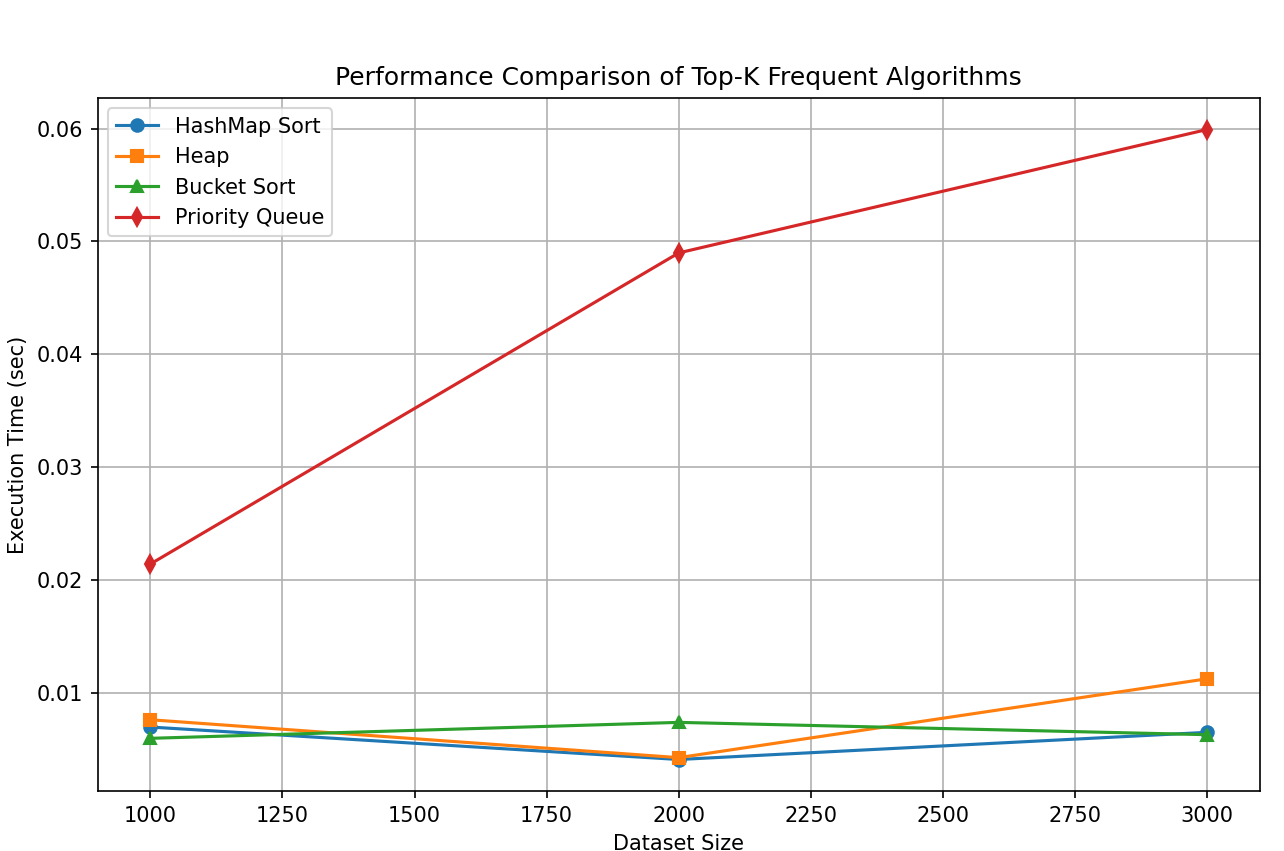 Performance Comparison of Top-K Frequent Algorithms
HashMap Sort
Heap
Bucket Sort
Priority Queue
Execution Time (sec)
0.06
0.05
0.04
0.03
0.02
0.01
1000 1250 1500 1750 2000 2250 2500 2750 3000
Dataset Size